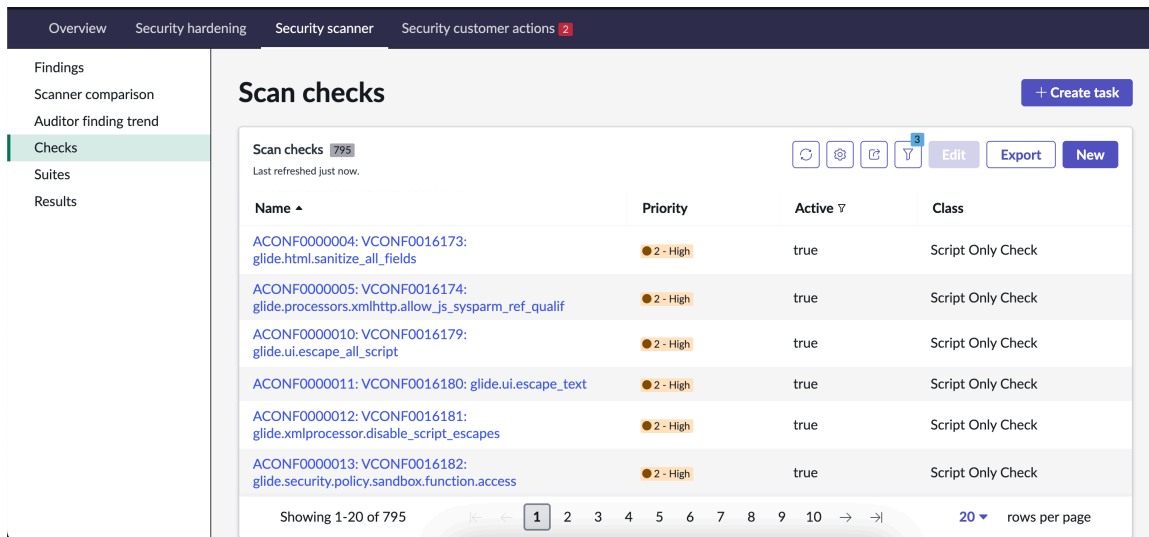 Overview Security hardening Security scanner Security customer actions 2
Findings
Scanner comparison
Auditor finding trend
Checks
Suites
Results
Scan checks
+ Create task
Scan checks 795
Last refreshed just now.
3
Edit
Export
New
Name Priority Active Class
ACONF0000004: VCONF0016173:
glide.html.sanitize_all_fields
2 - High
true
Script Only Check
ACONF0000005: VCONF0016174:
glide.processors.xmlhttp.allow_js_sysparm_ref_qualif
2 - High
true
Script Only Check
ACONF0000010: VCONF0016179:
glide.ui.escape_all_script
2 - High
true
Script Only Check
ACONF0000011: VCONF0016180: glide.ui.escape_text
2 - High
true
Script Only Check
ACONF0000012: VCONF0016181:
glide.xmlprocessor.disable_script_escapes
2 - High
true
Script Only Check
ACONF0000013: VCONF0016182:
glide.security.policy.sandbox.function.access
2 - High
true
Script Only Check
Showing 1-20 of 795
1 2 3 4 5 6 7 8 9 10
20 rows per page